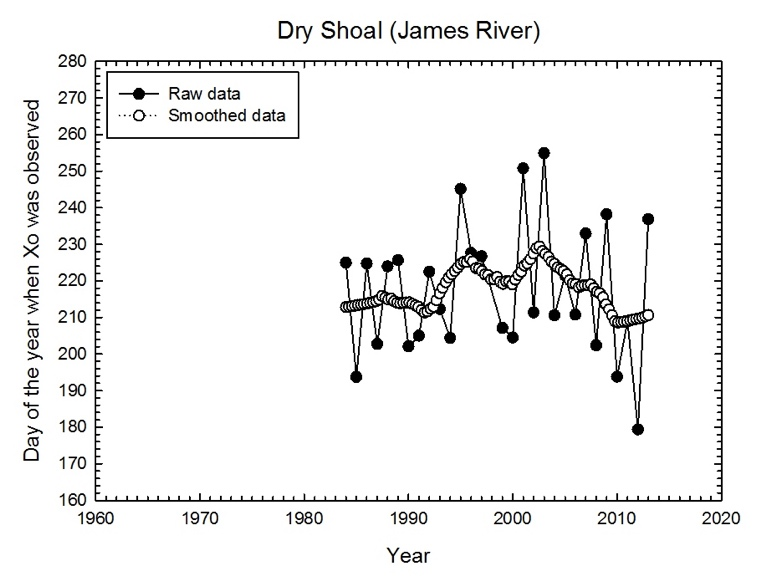 Dry Shoal (James River)
280
270
260
250
240
230
220
210
200
190
180
170
160
Day of the year when Xo was observed
Raw data
Smoothed data
1960 1970 1980 1990 2000 2010 2020
Year